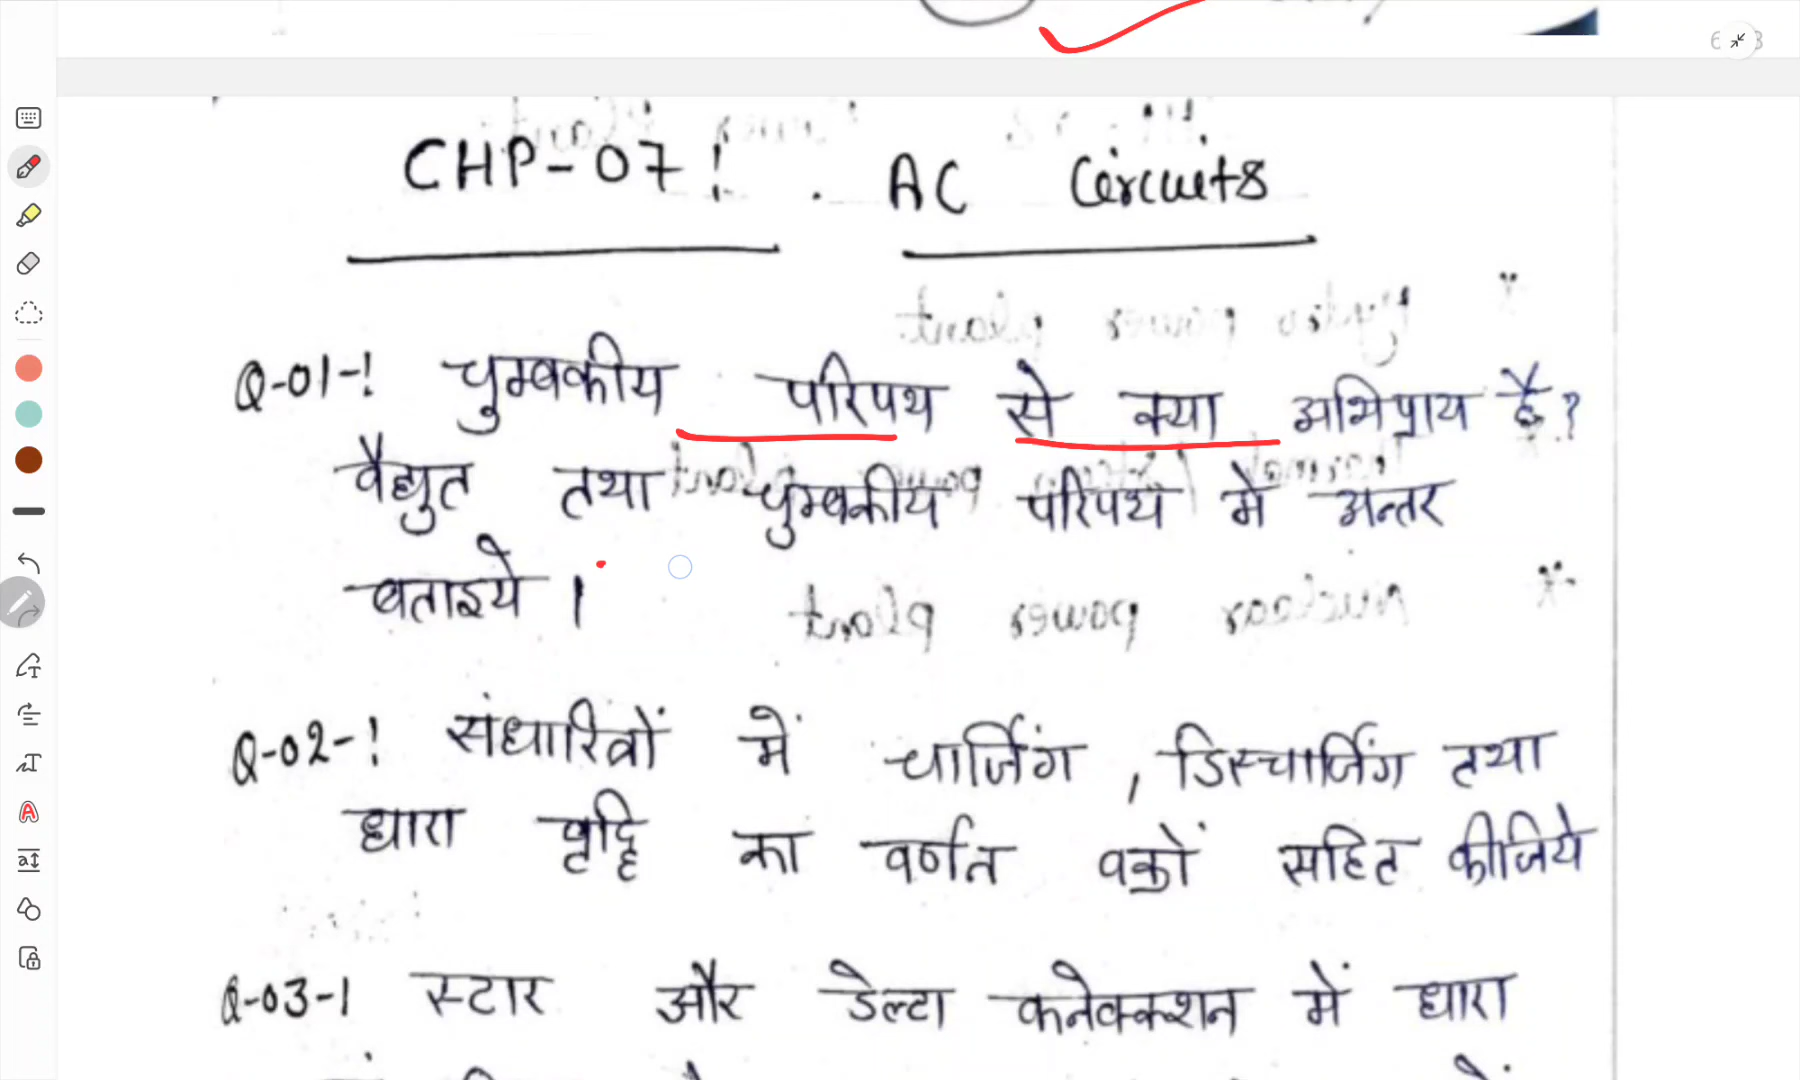 CHP-07! . AC Circuits
Q-01-! चुम्बकीय परिपथ से क्या अभिप्राय है?
वैद्युत तथा चुम्बकीय परिपथ में अन्तर
बताइये।
Q-02-! संधारित्रों में चार्जिंग, डिस्चार्जिंग तथा
धारा वृद्धि का वर्णन वक्रों सहित कीजिये
Q-03-! स्टार और डेल्टा कनेक्क्शन में धारा